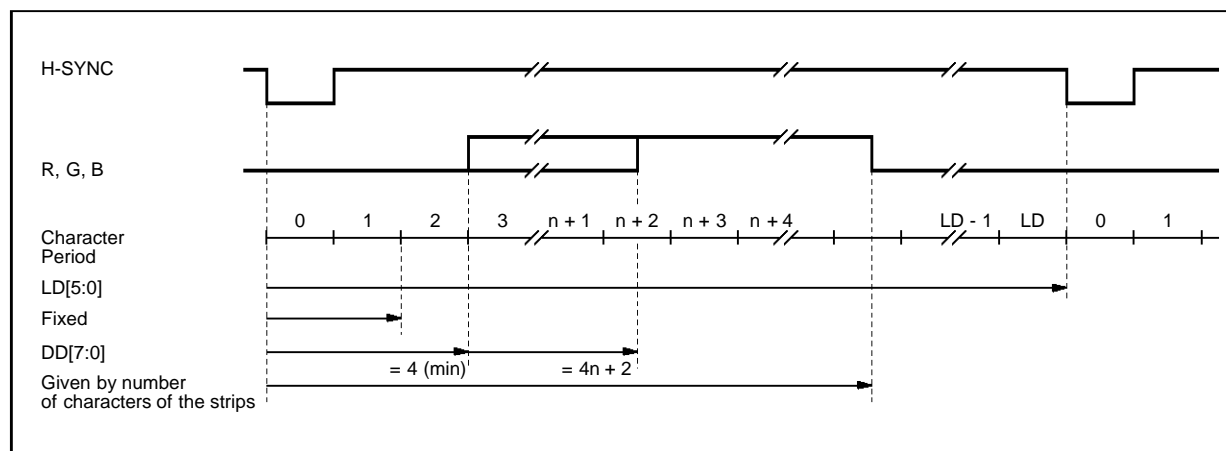 H-SYNC
R, G, B
0 1 2 3 n + 1 n + 2 n + 3 n + 4 LD - 1 LD 0 1
Character
Period
LD[5:0]
Fixed
DD[7:0]
= 4 (min) = 4n + 2
Given by number
of characters of the strips